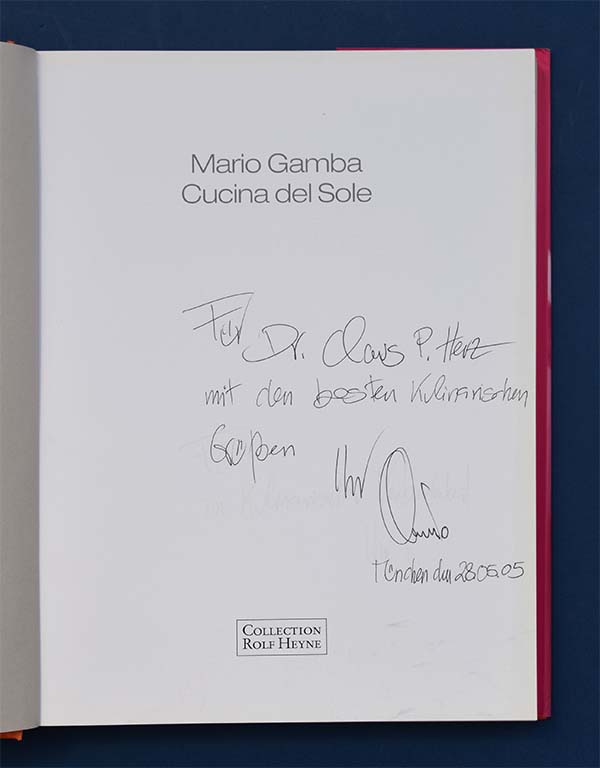 Mario Gamba
Cucina del Sole
Für Dr. Claus P. Herz
mit den besten Kulinarischen
Grüßen
Ihr
München den 28.05.05
COLLECTION
ROLF HEYNE